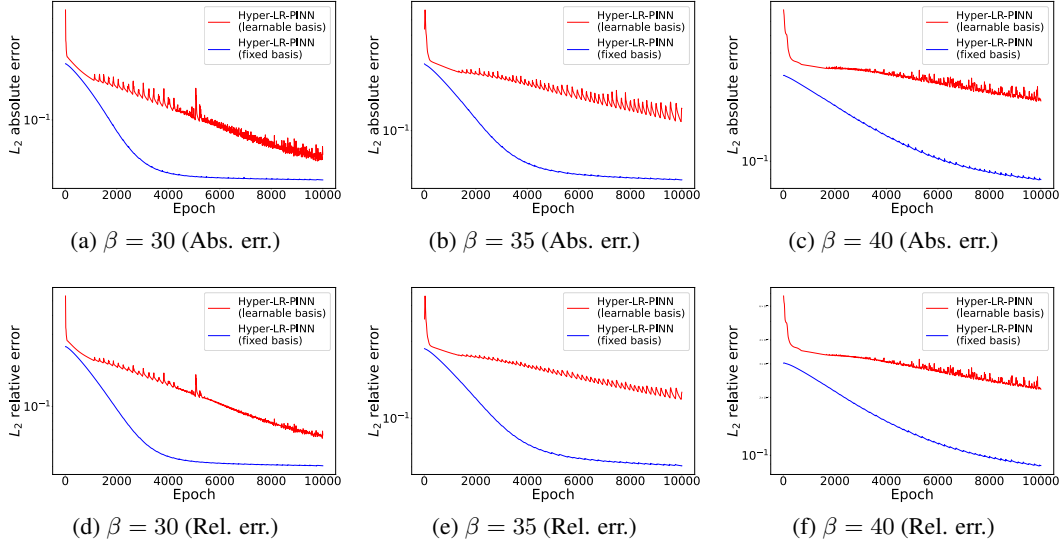 Hyper-LR-PINN
(learnable basis)
Hyper-LR-PINN
(fixed basis)
L₂ absolute error
10⁻¹
0 2000 4000 6000 8000 10000
Epoch
(a) β = 30 (Abs. err.)
Hyper-LR-PINN
(learnable basis)
Hyper-LR-PINN
(fixed basis)
L₂ absolute error
10⁻¹
0 2000 4000 6000 8000 10000
Epoch
(b) β = 35 (Abs. err.)
Hyper-LR-PINN
(learnable basis)
Hyper-LR-PINN
(fixed basis)
L₂ absolute error
10⁻¹
0 2000 4000 6000 8000 10000
Epoch
(c) β = 40 (Abs. err.)
Hyper-LR-PINN
(learnable basis)
Hyper-LR-PINN
(fixed basis)
L₂ relative error
10⁻¹
0 2000 4000 6000 8000 10000
Epoch
(d) β = 30 (Rel. err.)
Hyper-LR-PINN
(learnable basis)
Hyper-LR-PINN
(fixed basis)
L₂ relative error
10⁻¹
0 2000 4000 6000 8000 10000
Epoch
(e) β = 35 (Rel. err.)
Hyper-LR-PINN
(learnable basis)
Hyper-LR-PINN
(fixed basis)
L₂ relative error
10⁻¹
0 2000 4000 6000 8000 10000
Epoch
(f) β = 40 (Rel. err.)